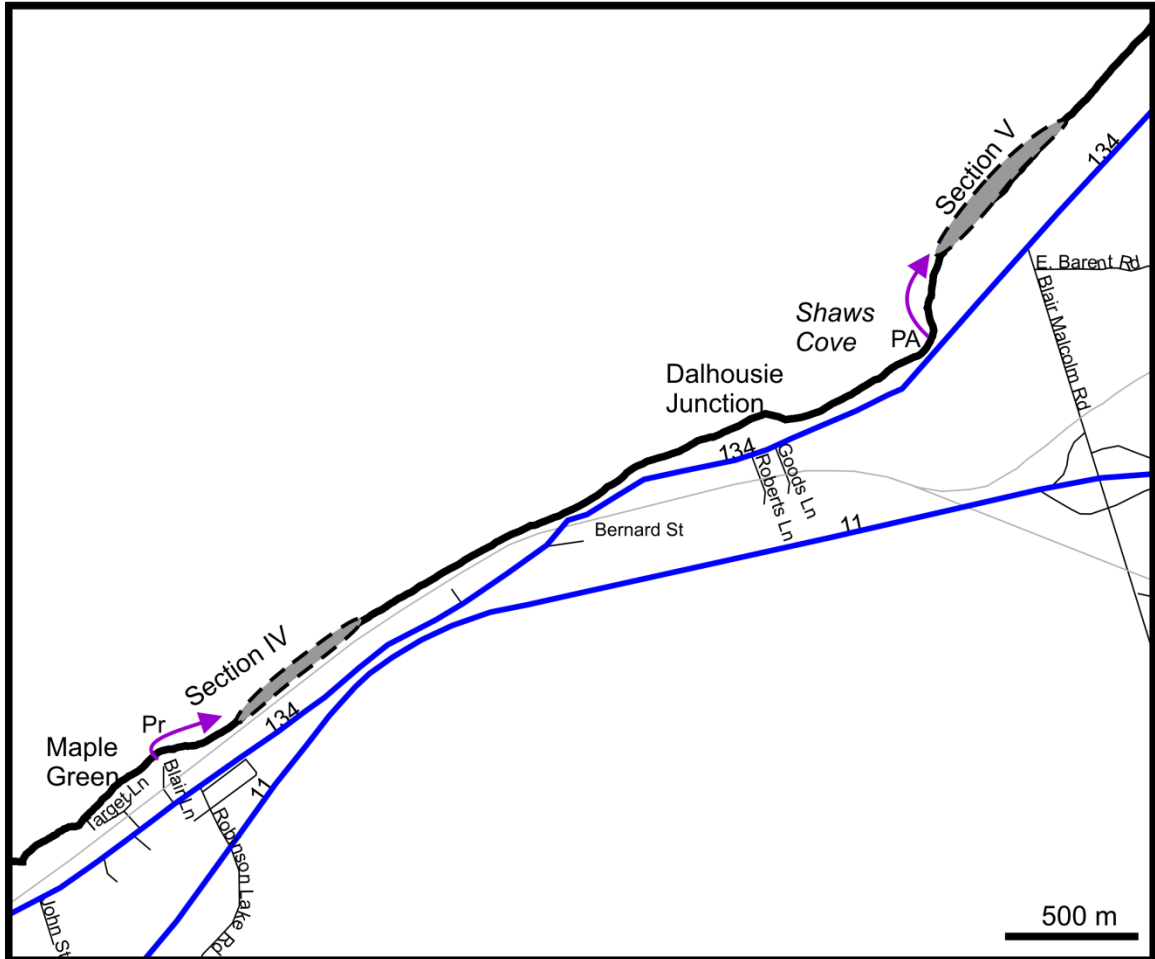 Section V
134
E. Barent Rd
Blair Malcolm Rd
Shaws
Cove
PA
Dalhousie
Junction
134
Goods Ln
Roberts Ln
11
Bernard St
Section IV
Pr
134
Maple
Green
Target Ln
Blair Ln
11
Robinson Lake Rd
John St
500 m